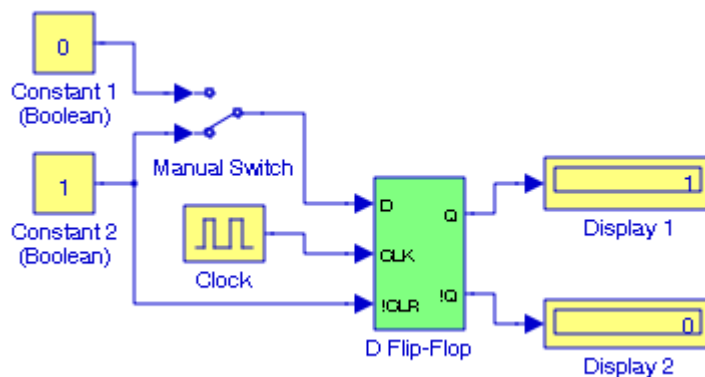 0
Constant 1
(Boolean)
Manual Switch
1
Constant 2
(Boolean)
Clock
D
CLK
!CLR
Q
!Q
D Flip-Flop
1
Display 1
0
Display 2